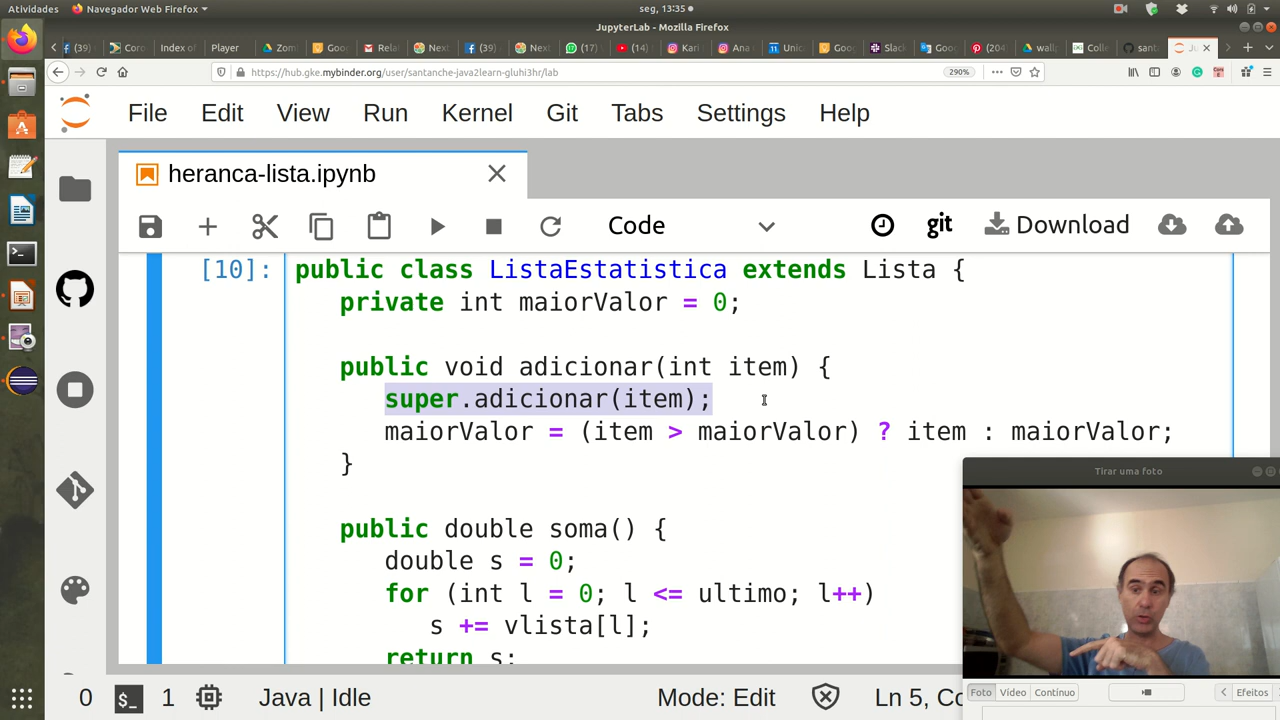 Atividades
Navegador Web Firefox
seg, 13:35
JupyterLab - Mozilla Firefox
(39)
Coro
Index of
Player
Zom
Goo
Rela
Next
(39)
Next
(17)
(14)
Kari
Ana
Unic
Goo
Slack
Goo
(204
wall
Colle
sant
Ju
https://hub.gke.mybinder.org/user/santanche-java2learn-gluhi3hr/lab
290%
File Edit View Run Kernel Git Tabs Settings Help
heranca-lista.ipynb
Code
git
Download
[10]: public class ListaEstatistica extends Lista {
private int maiorValor = 0;
public void adicionar(int item) {
super.adicionar(item);
maiorValor = (item > maiorValor) ? item : maiorValor;
}
public double soma() {
double s = 0;
for (int l = 0; l <= ultimo; l++)
s += vlista[l];
return s;
Tirar uma foto
Foto Vídeo Contínuo
Efeitos
0
1
Java | Idle
Mode: Edit
Ln 5, Co